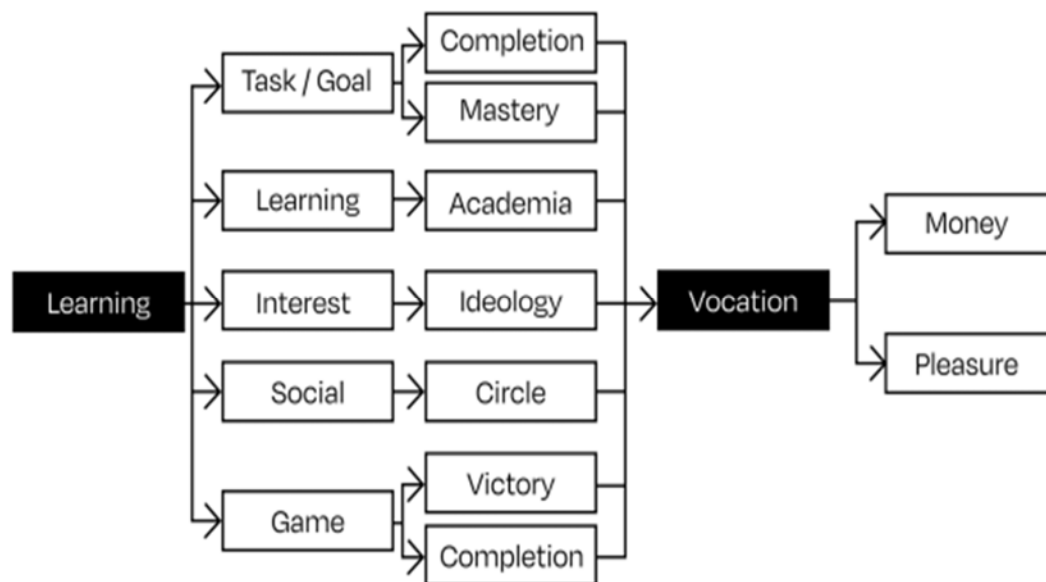 Completion
Task / Goal
Mastery
Learning
Academia
Learning
Interest
Ideology
Vocation
Money
Pleasure
Social
Circle
Victory
Game
Completion